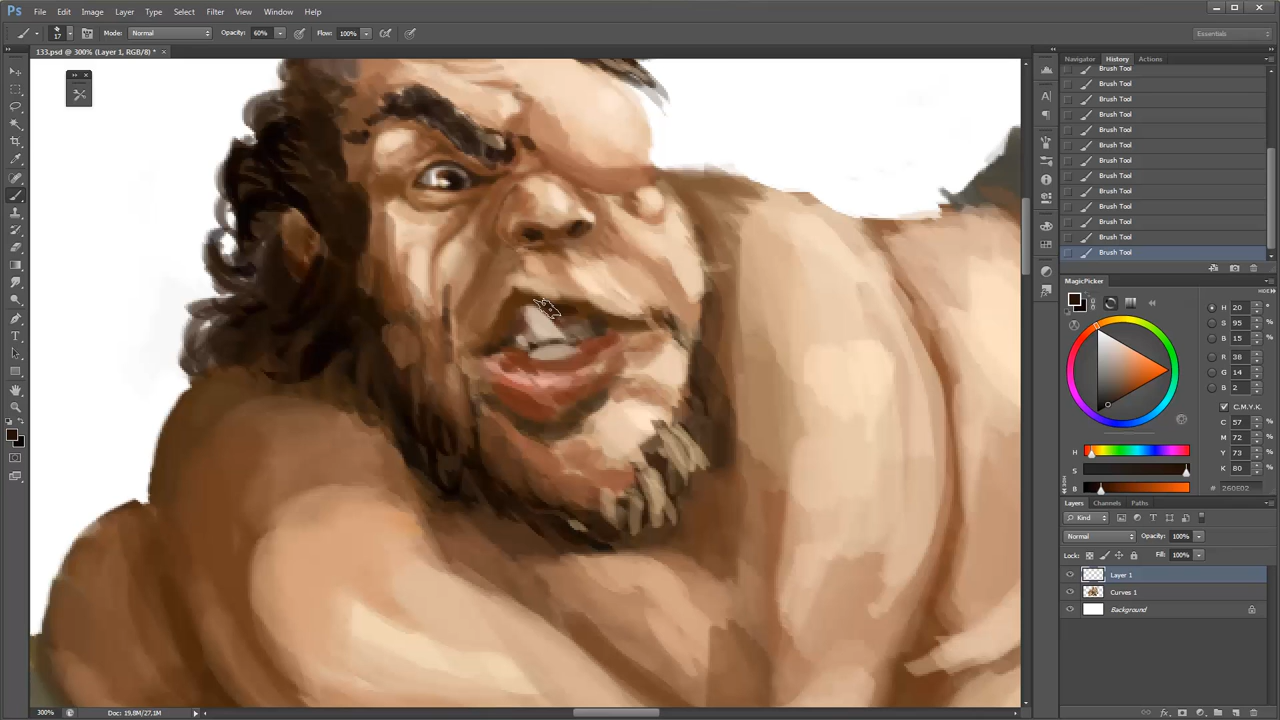 Ps File Edit Image Layer Type Select Filter View Window Help
17 Mode: Normal Opacity: 60% Flow: 100% Essentials
133.psd @ 300% (Layer 1, RGB/8) * ×
Navigator History Actions
Brush Tool
Brush Tool
Brush Tool
Brush Tool
Brush Tool
Brush Tool
Brush Tool
Brush Tool
Brush Tool
Brush Tool
Brush Tool
Brush Tool
Brush Tool
MagicPicker
HIDE
H 20 °
S 95 %
B 15 %
R 38
G 14
B 2
C.M.Y.K.
C 57 %
M 72 %
Y 73 %
K 80 %
H
S
B
# 260E02
Layers Channels Paths
Kind
Normal Opacity: 100%
Lock: Fill: 100%
Layer 1
Curves 1
Background
300% Doc: 19,8M/27,1M